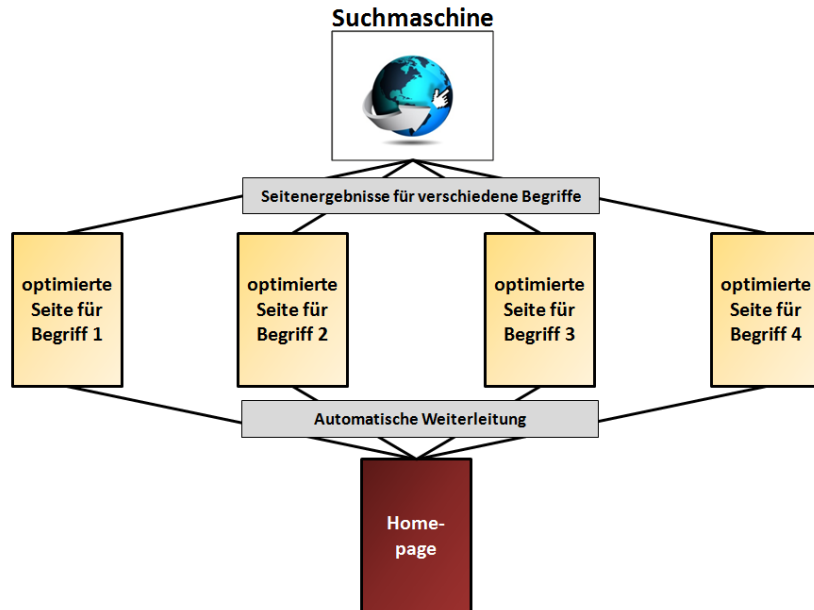 Suchmaschine
Seitenergebnisse für verschiedene Begriffe
optimierte
Seite für
Begriff 1
optimierte
Seite für
Begriff 2
optimierte
Seite für
Begriff 3
optimierte
Seite für
Begriff 4
Automatische Weiterleitung
Home-
page